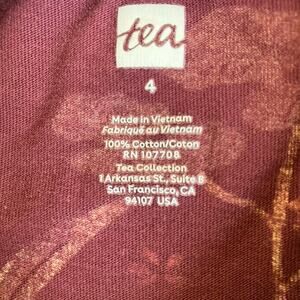 tea
4
Made in Vietnam
Fabriqué au Vietnam
100% Cotton/Coton
RN 107708
Tea Collection
1 Arkansas St., Suite B
San Francisco, CA
94107 USA